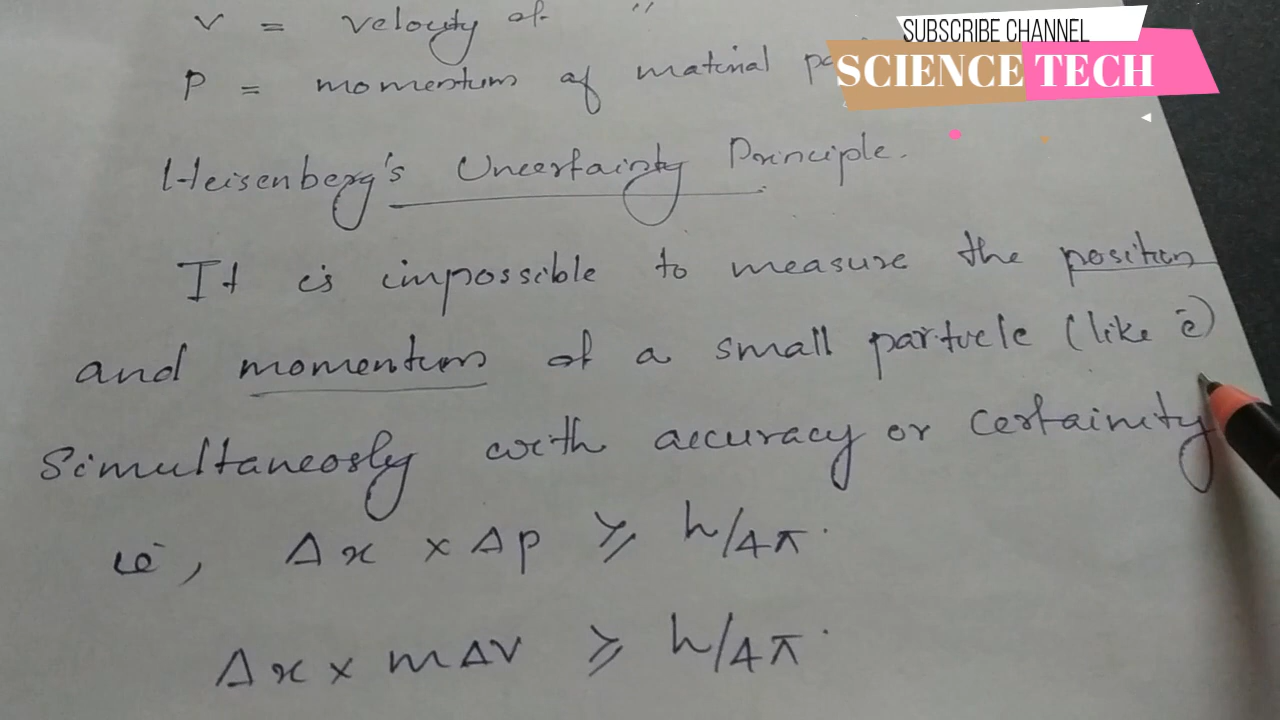 v = velocity of "
P = momentum of material
SUBSCRIBE CHANNEL
SCIENCE TECH
Heisenberg's Uncertainty Principle.
It is impossible to measure the position
and momentum of a small particle (like ē)
Simultaneosly with accuracy or certainity
ie, Δx × Δp ≥ h/4π.
Δx × mΔv ≥ h/4π.